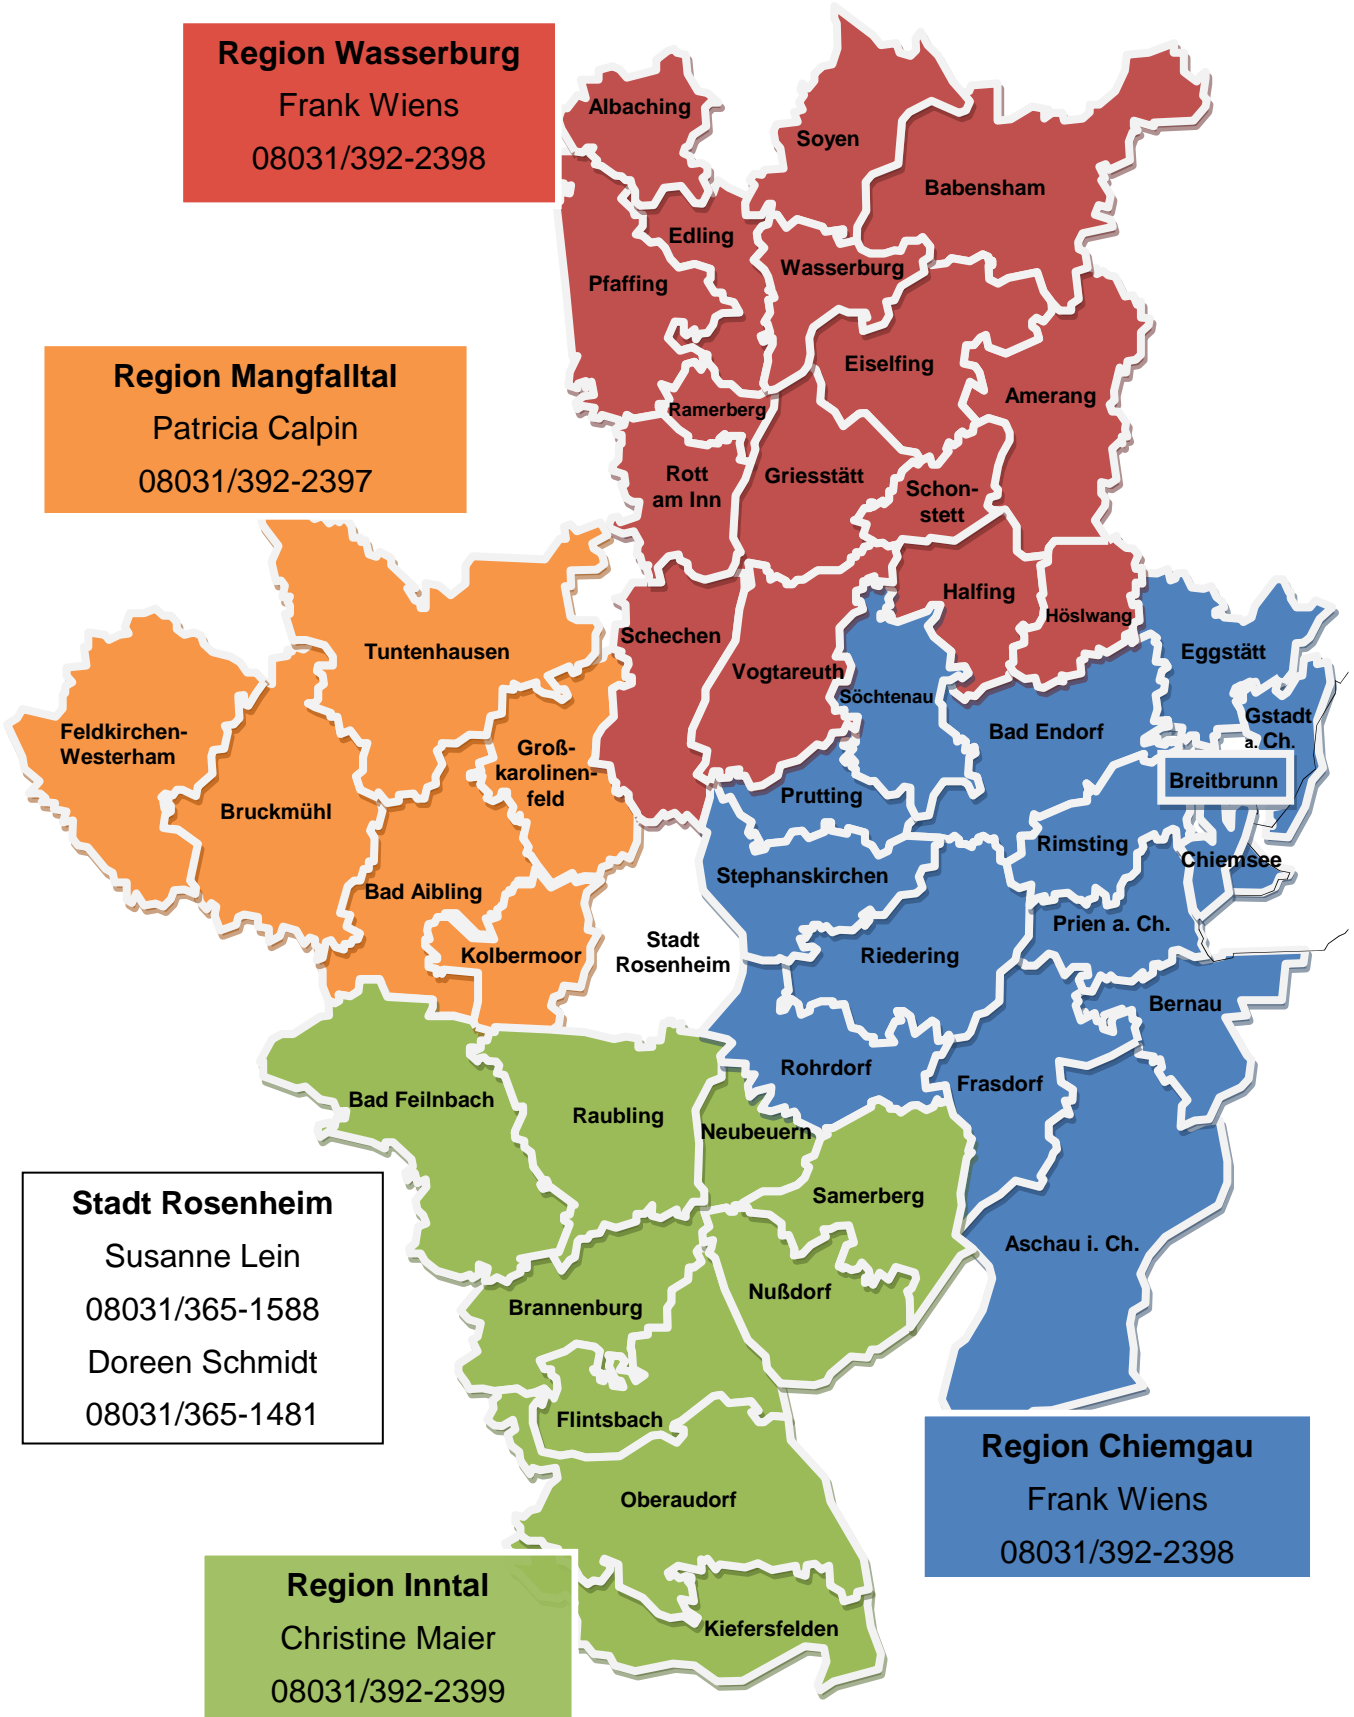 Region Wasserburg
Frank Wiens
08031/392-2398
Albaching
Soyen
Babensham
Edling
Wasserburg
Pfaffing
Eiselfing
Amerang
Ramerberg
Region Mangfalltal
Patricia Calpin
08031/392-2397
Rott
am Inn
Griesstätt
Schon-
stett
Halfing
Höslwang
Schechen
Vogtareuth
Tuntenhausen
Feldkirchen-
Westerham
Bruckmühl
Groß-
karolinen-
feld
Bad Aibling
Kolbermoor
Stadt
Rosenheim
Söchtenau
Eggstätt
Gstadt
a. Ch.
Bad Endorf
Breitbrunn
Prutting
Rimsting
Chiemsee
Stephanskirchen
Prien a. Ch.
Riedering
Bernau
Rohrdorf
Frasdorf
Aschau i. Ch.
Bad Feilnbach
Raubling
Neubeuern
Samerberg
Nußdorf
Brannenburg
Flintsbach
Oberaudorf
Kiefersfelden
Stadt Rosenheim
Susanne Lein
08031/365-1588
Doreen Schmidt
08031/365-1481
Region Chiemgau
Frank Wiens
08031/392-2398
Region Inntal
Christine Maier
08031/392-2399